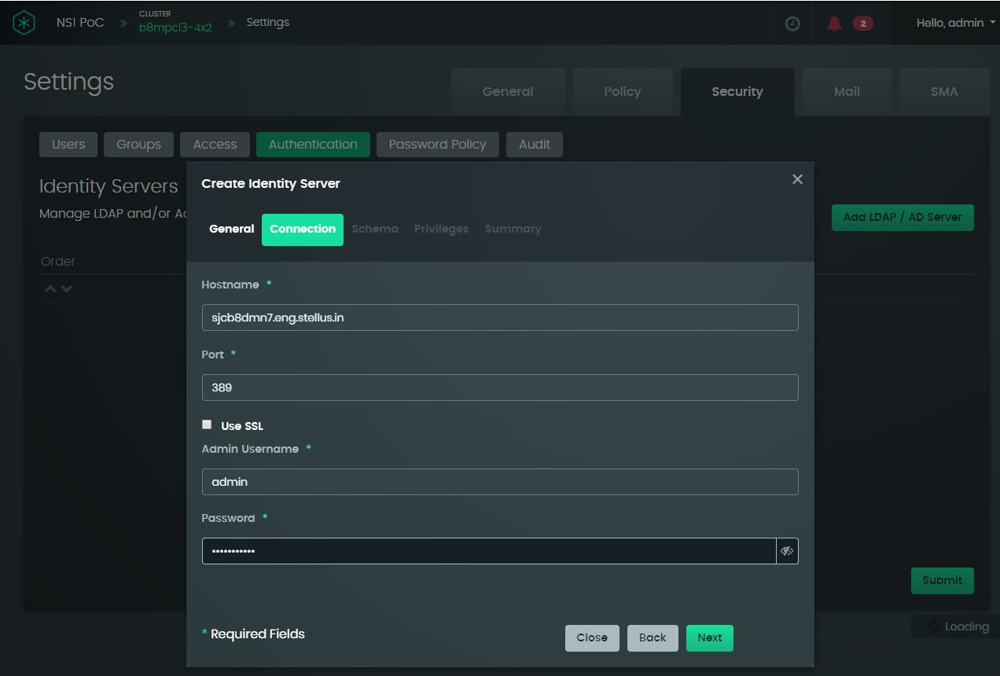 NS1 PoC » CLUSTER b8mpcl3-4x2 » Settings 2 Hello, admin
Settings
General Policy Security Mail SMA
Users Groups Access Authentication Password Policy Audit
Identity Servers
Manage LDAP and/or Ac
Add LDAP / AD Server
Order
Create Identity Server
General Connection Schema Privileges Summary
Hostname *
sjcb8dmn7.eng.stellus.in
Port *
389
Use SSL
Admin Username *
admin
Password *
•••••••••••
Submit
Loading
* Required Fields
Close Back Next